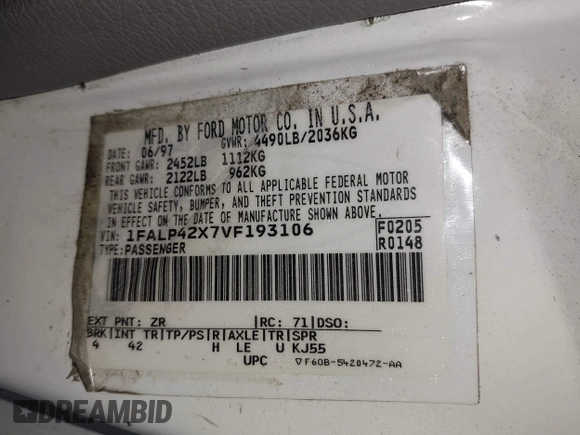 MFD. BY FORD MOTOR CO. IN U.S.A.
DATE: 06/97 GVWR: 4490LB/2036KG
FRONT GAWR: 2452LB 1112KG
REAR GAWR: 2122LB 962KG
THIS VEHICLE CONFORMS TO ALL APPLICABLE FEDERAL MOTOR
VEHICLE SAFETY, BUMPER, AND THEFT PREVENTION STANDARDS
IN EFFECT ON THE DATE OF MANUFACTURE SHOWN ABOVE.
VIN: 1FALP42X7VF193106 F0205
TYPE: PASSENGER R0148
EXT PNT: ZR RC: 71 DSO:
BRK INT TR TP/PS R AXLE TR SPR
4 42 H LE U KJ55
UPC ▽F60B-5420472-AA
DREAMBID